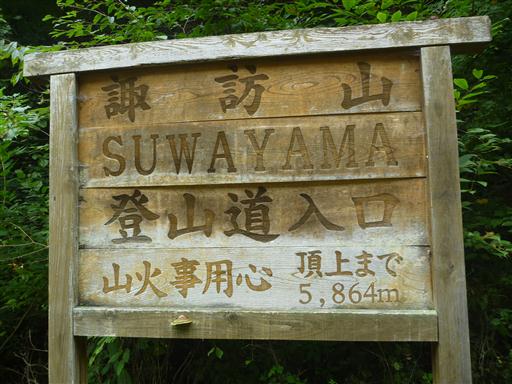 諏訪山
SUWAYAMA
登山道入口
山火事用心 頂上まで
5,864m